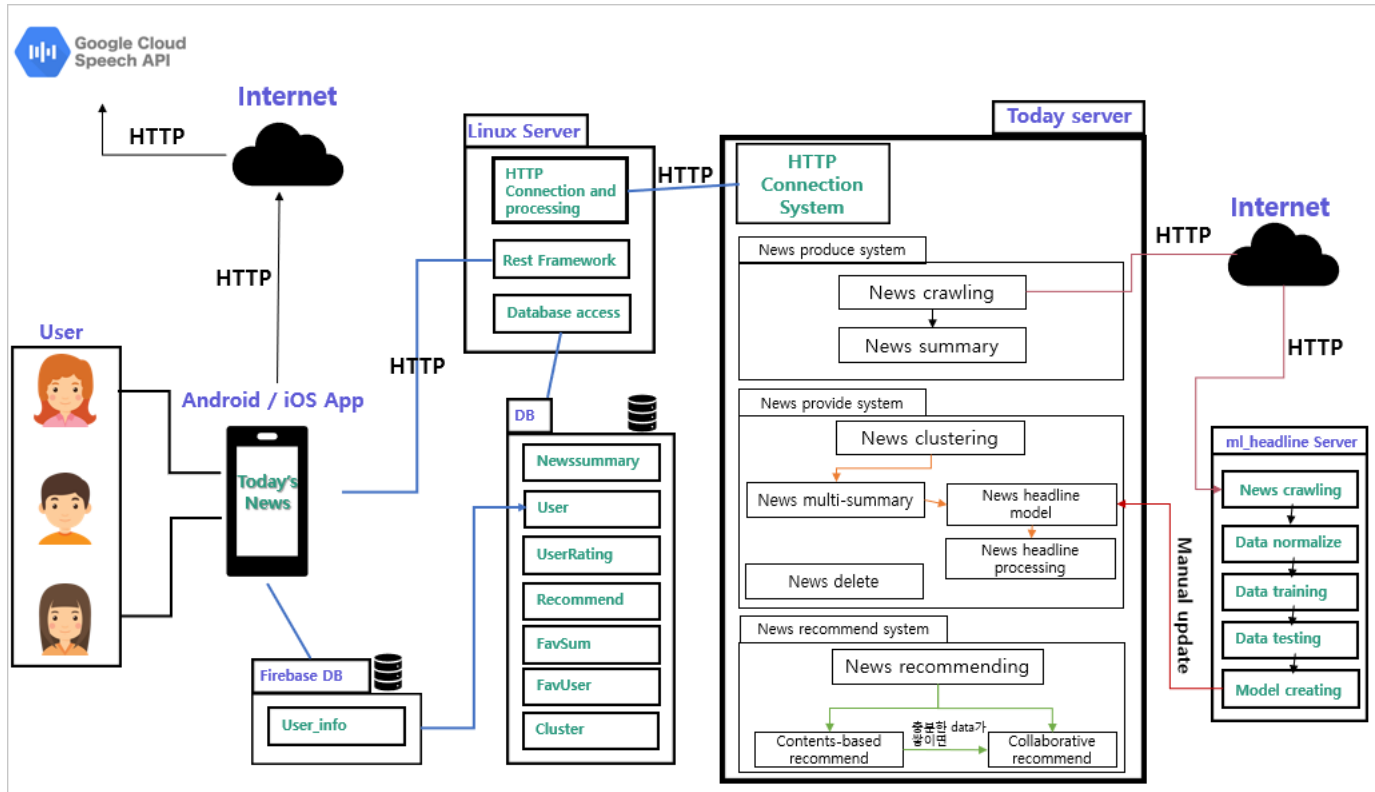 Google Cloud
Speech API
Internet
HTTP
HTTP
User
Android / iOS App
Today's
News
Firebase DB
User_info
HTTP
Linux Server
HTTP
Connection and
processing
Rest Framework
Database access
DB
Newssummary
User
UserRating
Recommend
FavSum
FavUser
Cluster
HTTP
Today server
HTTP
Connection
System
News produce system
News crawling
News summary
News provide system
News clustering
News multi-summary
News headline
model
News headline
processing
News delete
News recommend system
News recommending
Contents-based
recommend
충분한 data가
쌓이면
Collaborative
recommend
Internet
HTTP
HTTP
Manual update
ml_headline Server
News crawling
Data normalize
Data training
Data testing
Model creating